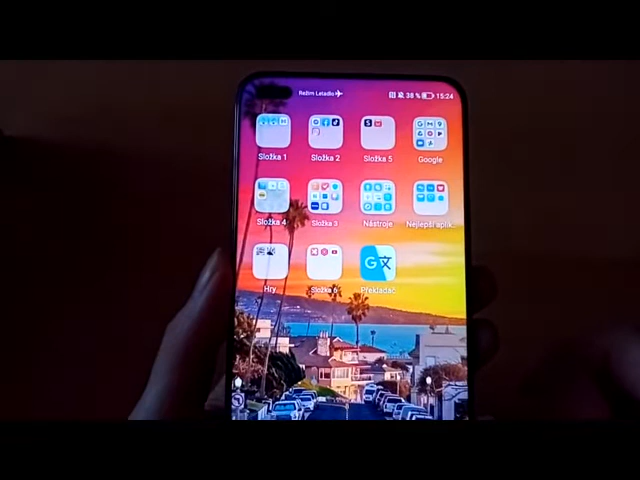 Režim Letadlo 38 % 15:24
Složka 1 Složka 2 Složka 5 Google
Složka 4 Složka 3 Nástroje Nejlepší aplik...
Hry Složka 6 Překladač